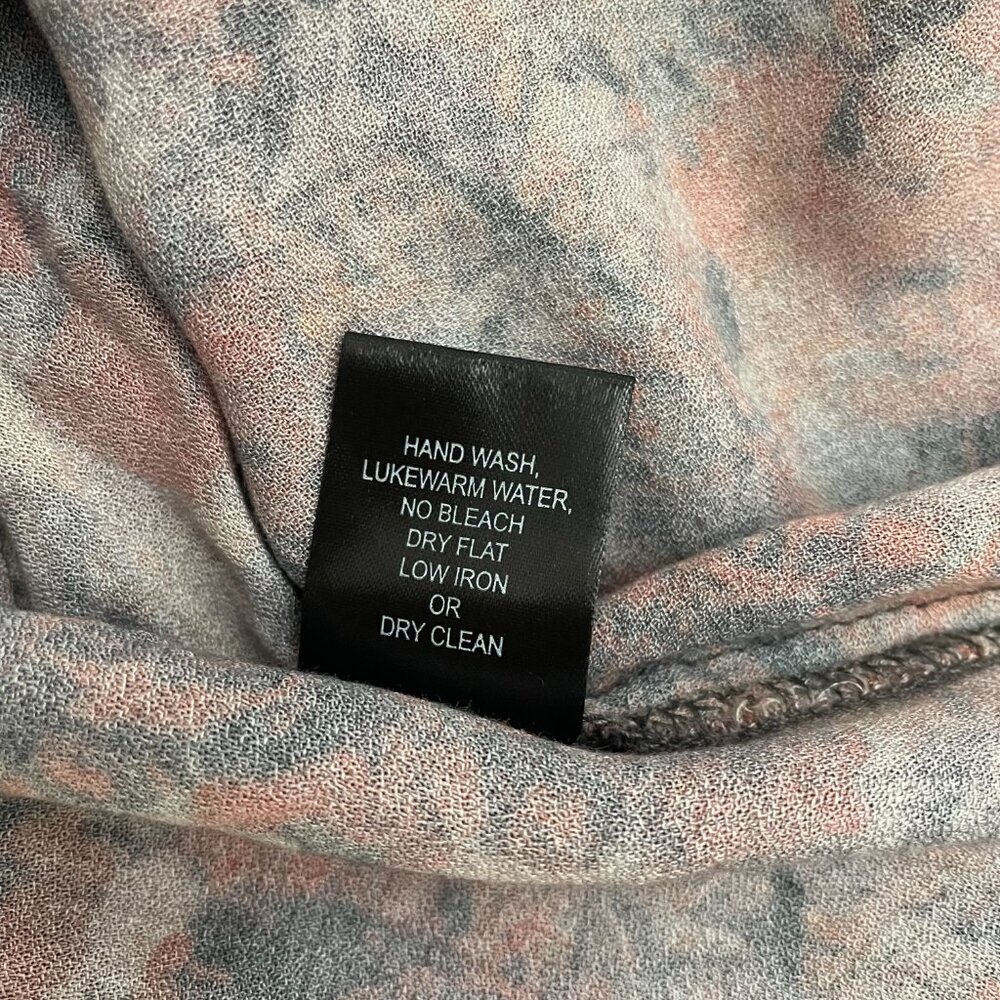 HAND WASH,
LUKEWARM WATER,
NO BLEACH
DRY FLAT
LOW IRON
OR
DRY CLEAN